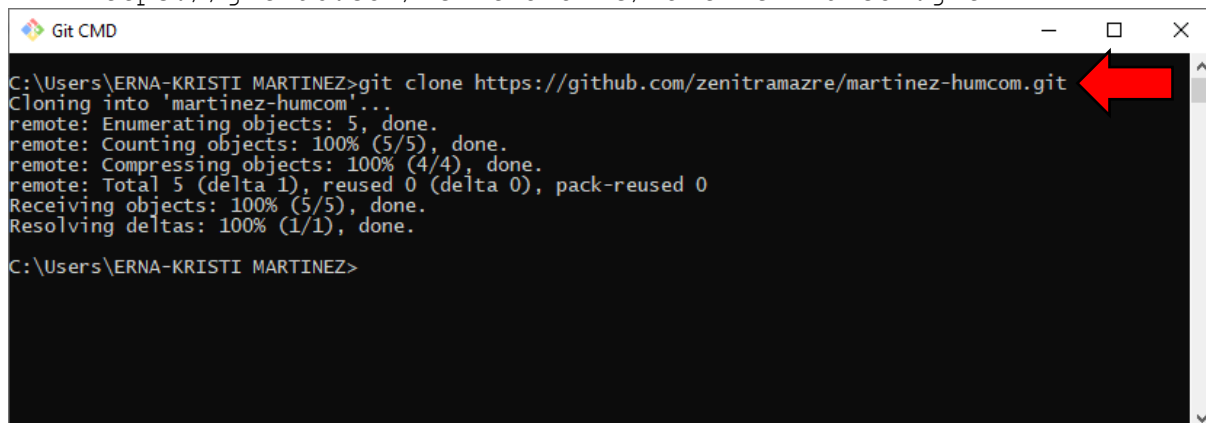 Git CMD
C:\Users\ERNA-KRISTI MARTINEZ>git clone https://github.com/zenitramazre/martinez-humcom.git
Cloning into 'martinez-humcom'...
remote: Enumerating objects: 5, done.
remote: Counting objects: 100% (5/5), done.
remote: Compressing objects: 100% (4/4), done.
remote: Total 5 (delta 1), reused 0 (delta 0), pack-reused 0
Receiving objects: 100% (5/5), done.
Resolving deltas: 100% (1/1), done.
C:\Users\ERNA-KRISTI MARTINEZ>